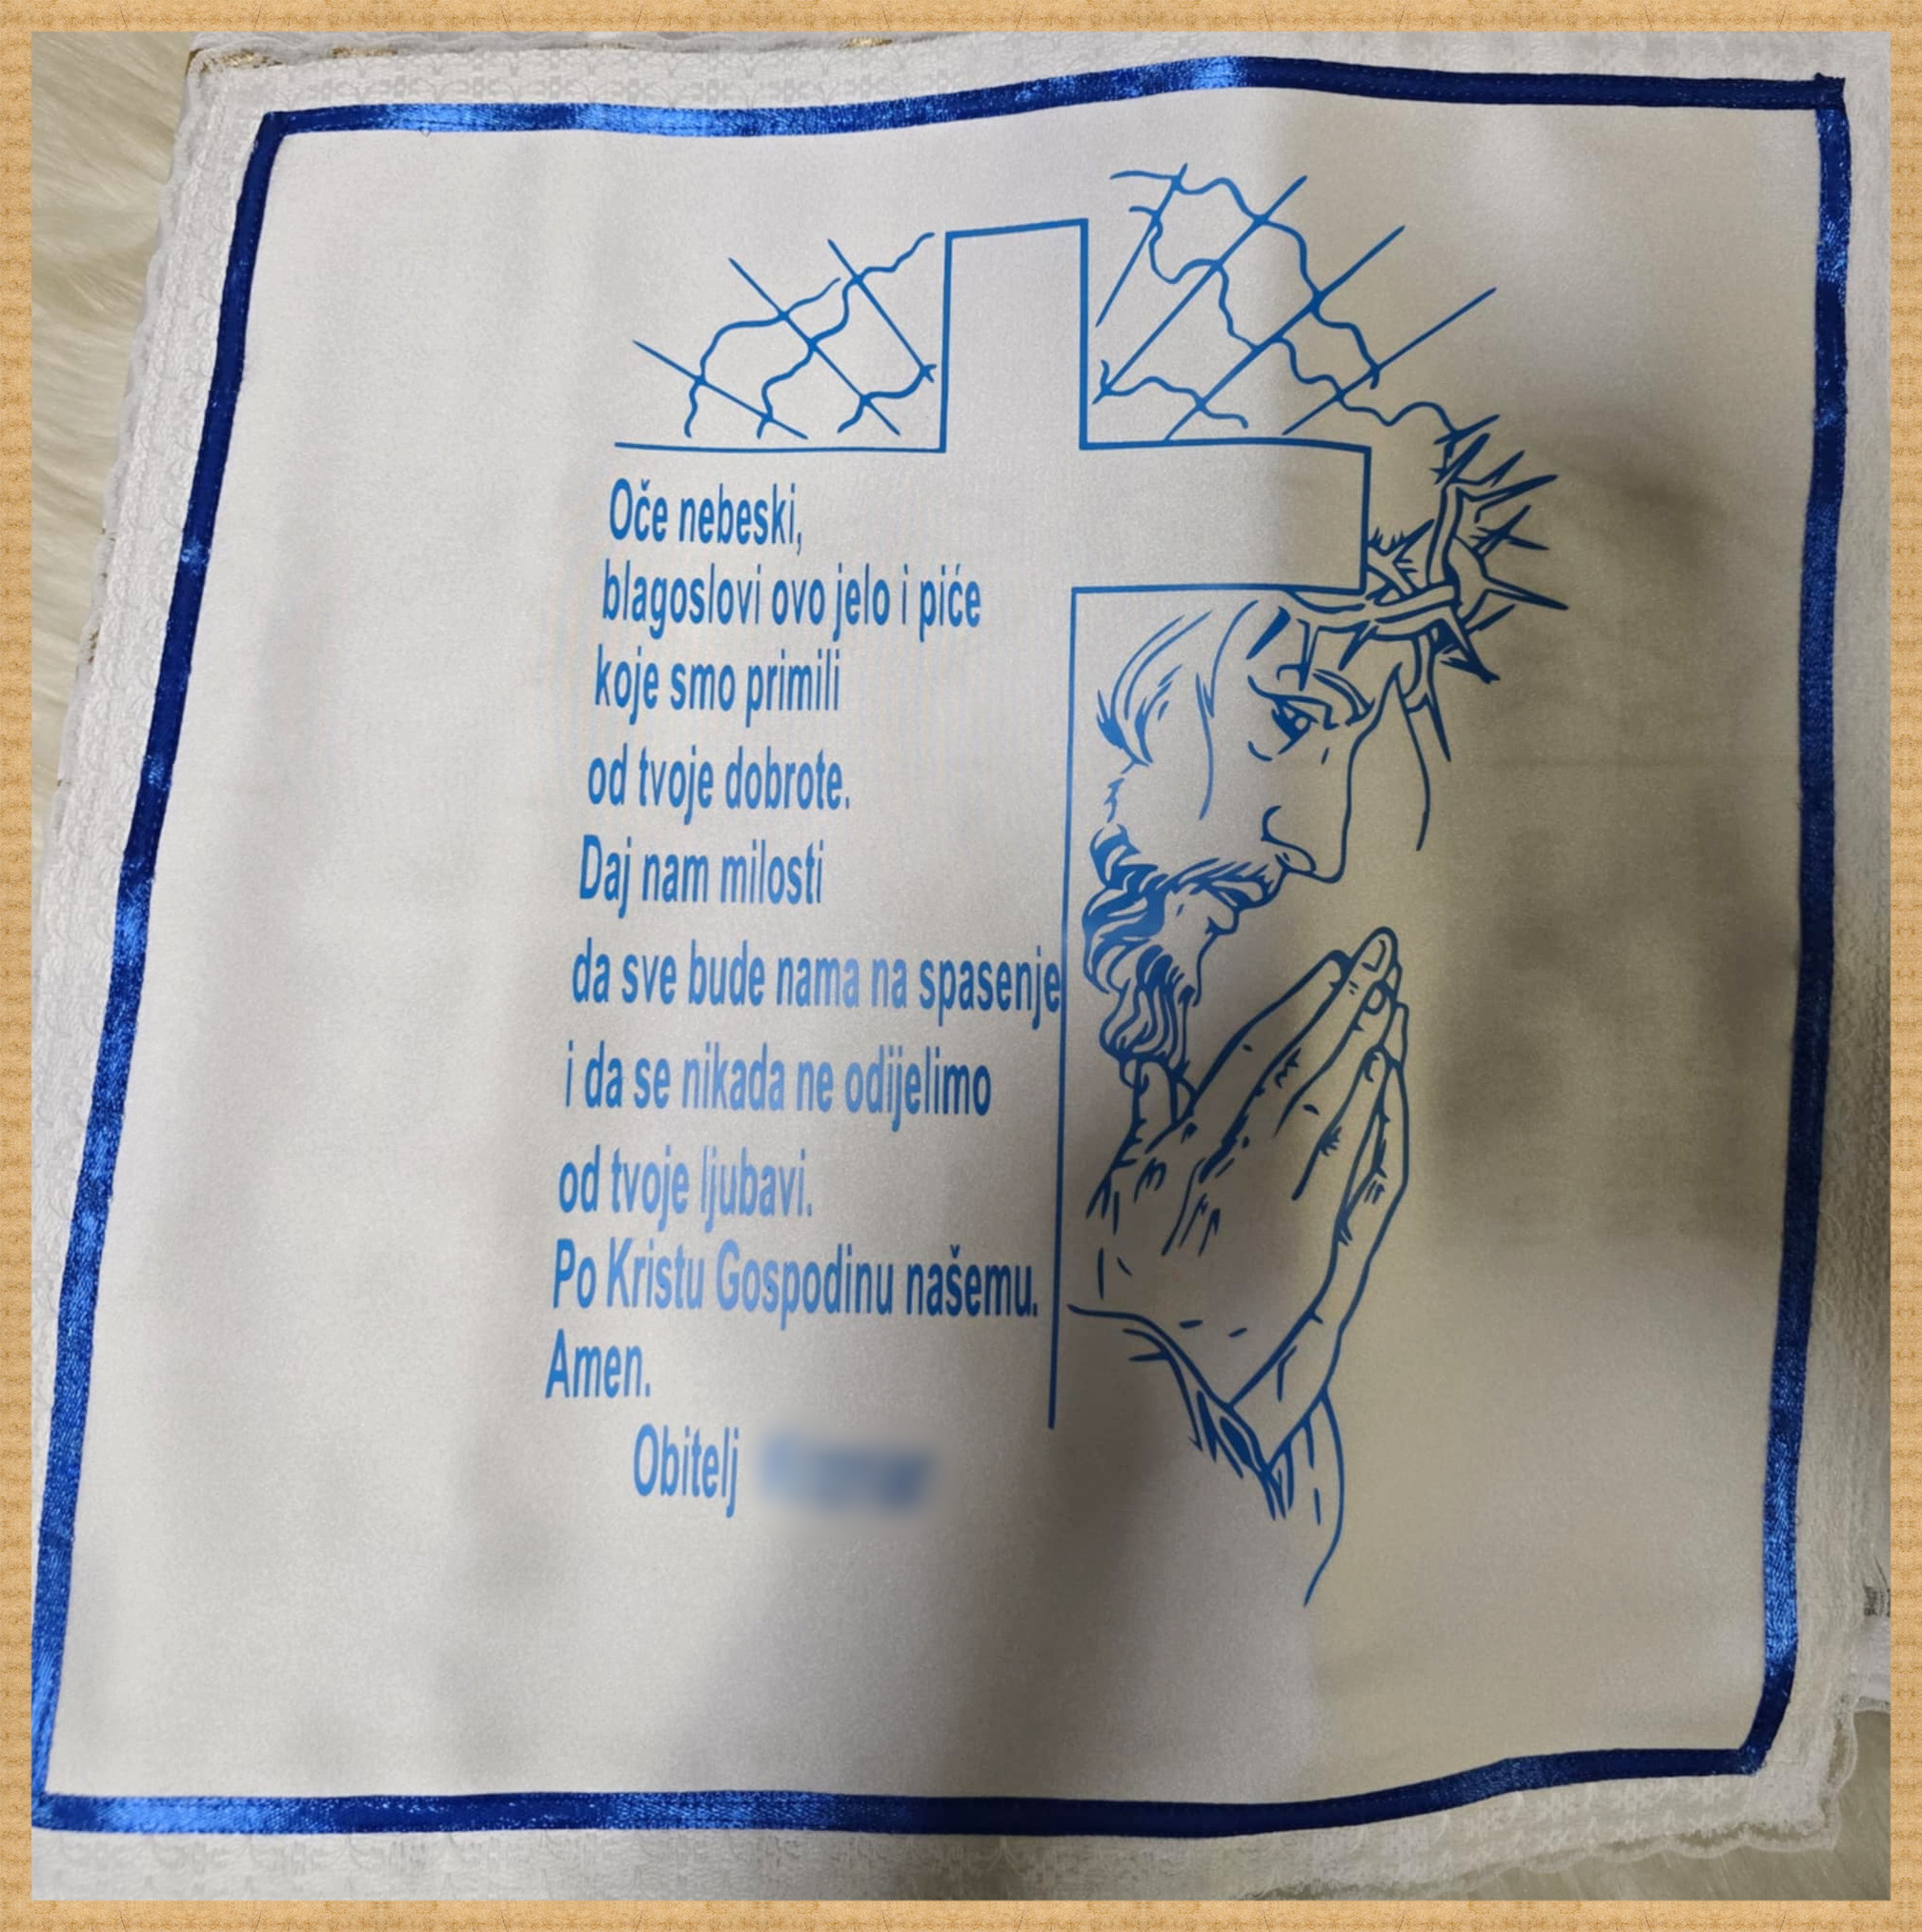 Oče nebeski,
blagoslovi ovo jelo i piće
koje smo primili
od tvoje dobrote.
Daj nam milosti
da sve bude nama na spasenje
i da se nikada ne odijelimo
od tvoje ljubavi.
Po Kristu Gospodinu našemu.
Amen.
Obitelj